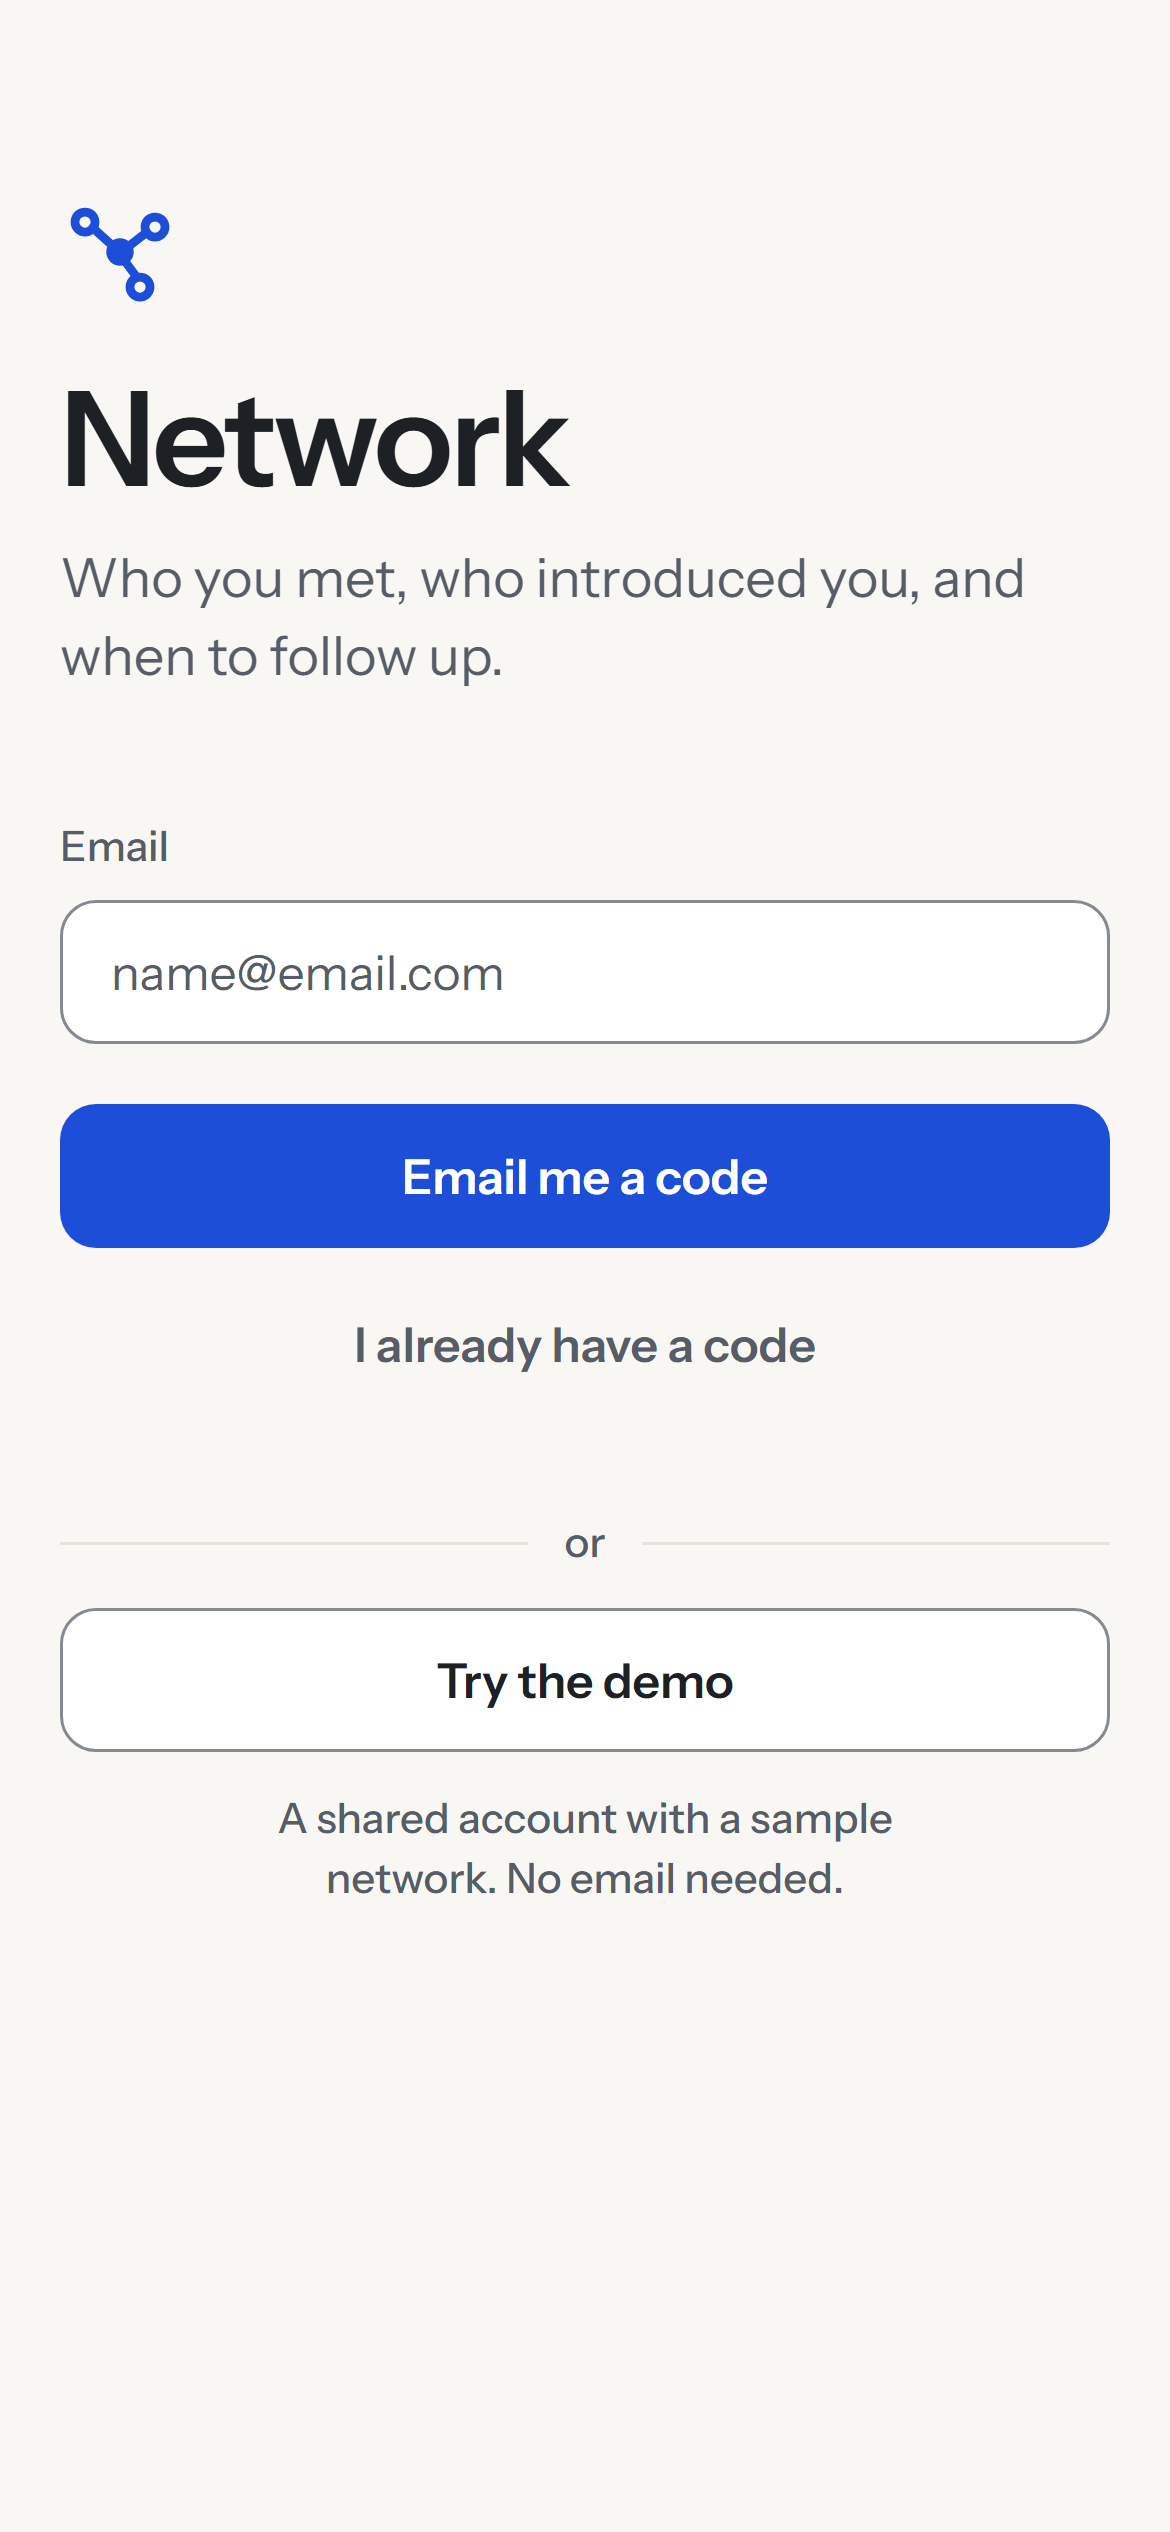 Network
Who you met, who introduced you, and
when to follow up.
Email
name@email.com
Email me a code
I already have a code
or
Try the demo
A shared account with a sample
network. No email needed.